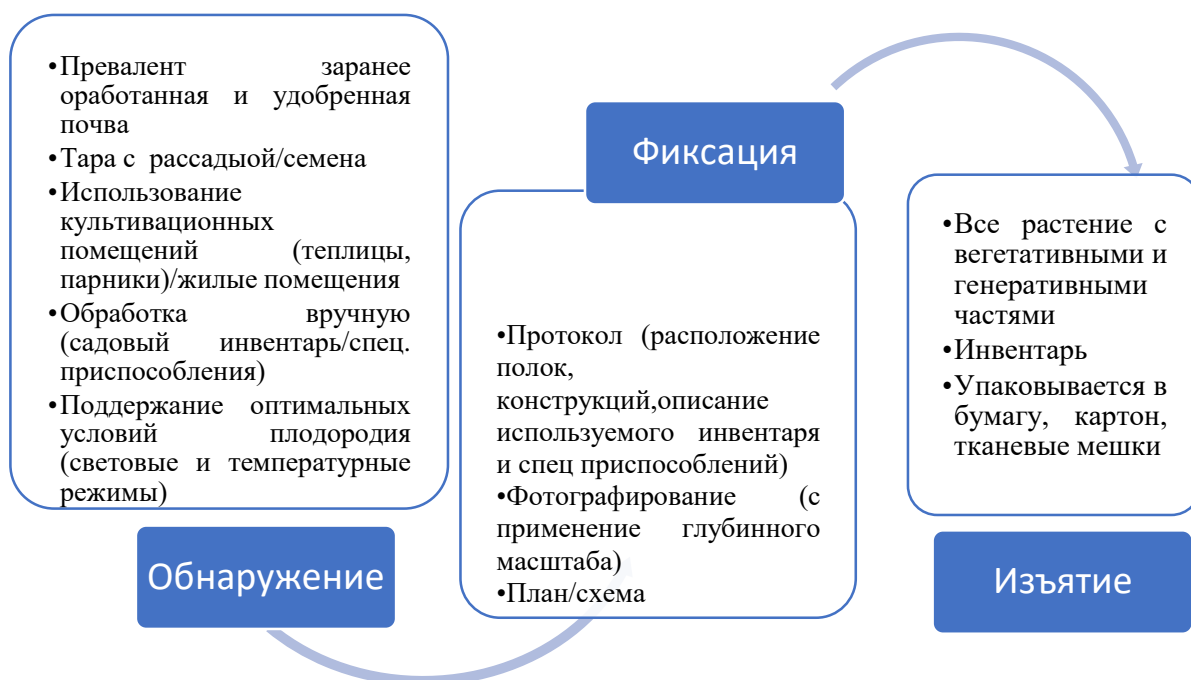 •Превалент заранее
оработанная и удобренная
почва
•Тара с рассадыой/семена
•Использование
культивационных
помещений (теплицы,
парники)/жилые помещения
•Обработка вручную
(садовый инвентарь/спец.
приспособления)
•Поддержание оптимальных
условий плодородия
(световые и температурные
режимы)
Обнаружение
Фиксация
•Протокол (расположение
полок,
конструкций,описание
используемого инвентаря
и спец приспособлений)
•Фотографирование (с
применение глубинного
масштаба)
•План/схема
•Все растение с
вегетативными и
генеративными
частями
•Инвентарь
•Упаковывается в
бумагу, картон,
тканевые мешки
Изъятие